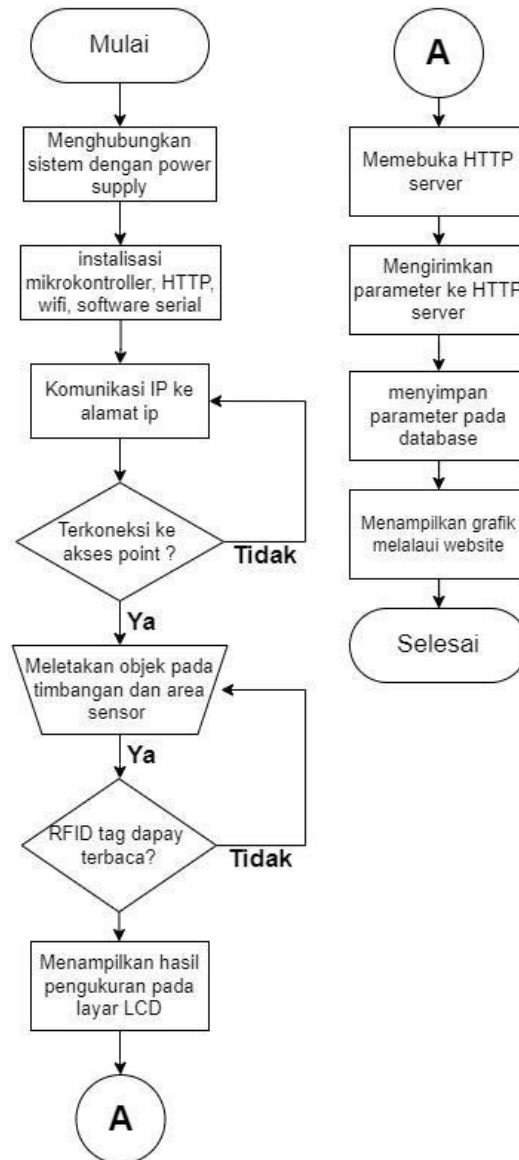 Mulai
Menghubungkan
sistem dengan power
supply
instalisasi
mikrokontroller, HTTP,
wifi, software serial
Komunikasi IP ke
alamat ip
Terkoneksi ke
akses point ?
Tidak
Ya
Meletakan objek pada
timbangan dan area
sensor
Ya
RFID tag dapay
terbaca?
Tidak
Menampilkan hasil
pengukuran pada
layar LCD
A
A
Memebuka HTTP
server
Mengirimkan
parameter ke HTTP
server
menyimpan
parameter pada
database
Menampilkan grafik
melalaui website
Selesai